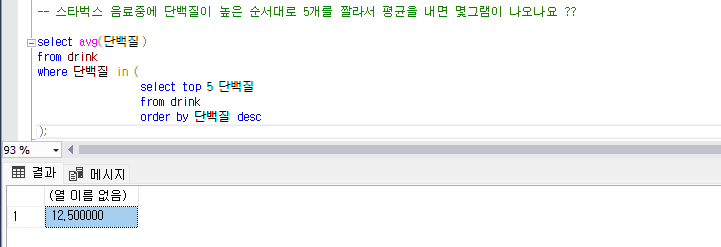 -- 스타벅스 음료중에 단백질이 높은 순서대로 5개를 짤라서 평균을 내면 몇그램이 나오나요 ??
select avg(단백질)
from drink
where 단백질 in (
select top 5 단백질
from drink
order by 단백질 desc
);
93 %
결과 메시지
(열 이름 없음)
1 12,500000